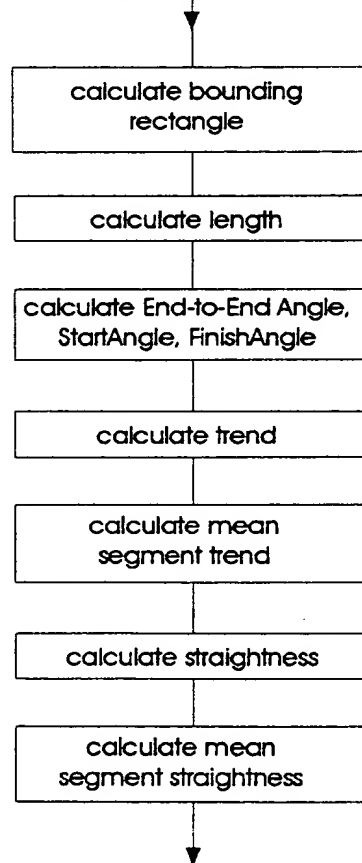 calculate bounding
rectangle
calculate length
calculate End-to-End Angle,
StartAngle, FinishAngle
calculate trend
calculate mean
segment trend
calculate straightness
calculate mean
segment straightness